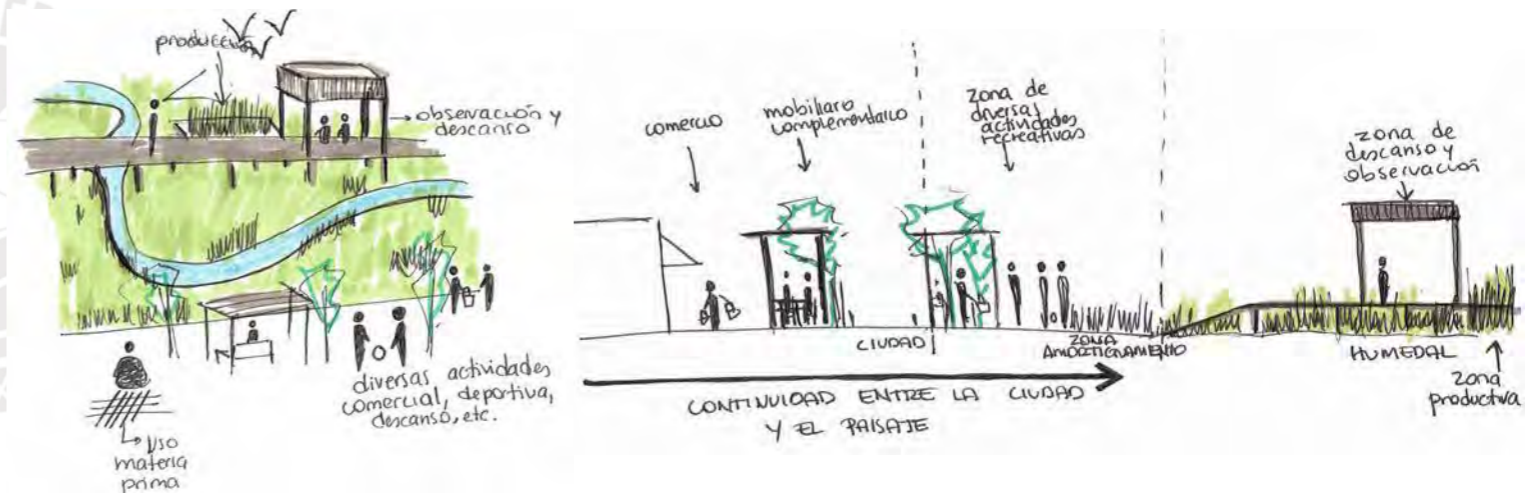 producción
observación y
descanso
diversas actividades
comercial, deportiva,
descanso, etc.
Uso
materia
prima
comercio
mobiliario
complementario
zona de
diversas
actividades
recreativas
zona de
descanso y
observación
CIUDAD
ZONA
AMORTIGUAMIENTO
HUMEDAL
zona
productiva
CONTINUIDAD ENTRE LA CIUDAD
Y EL PAISAJE